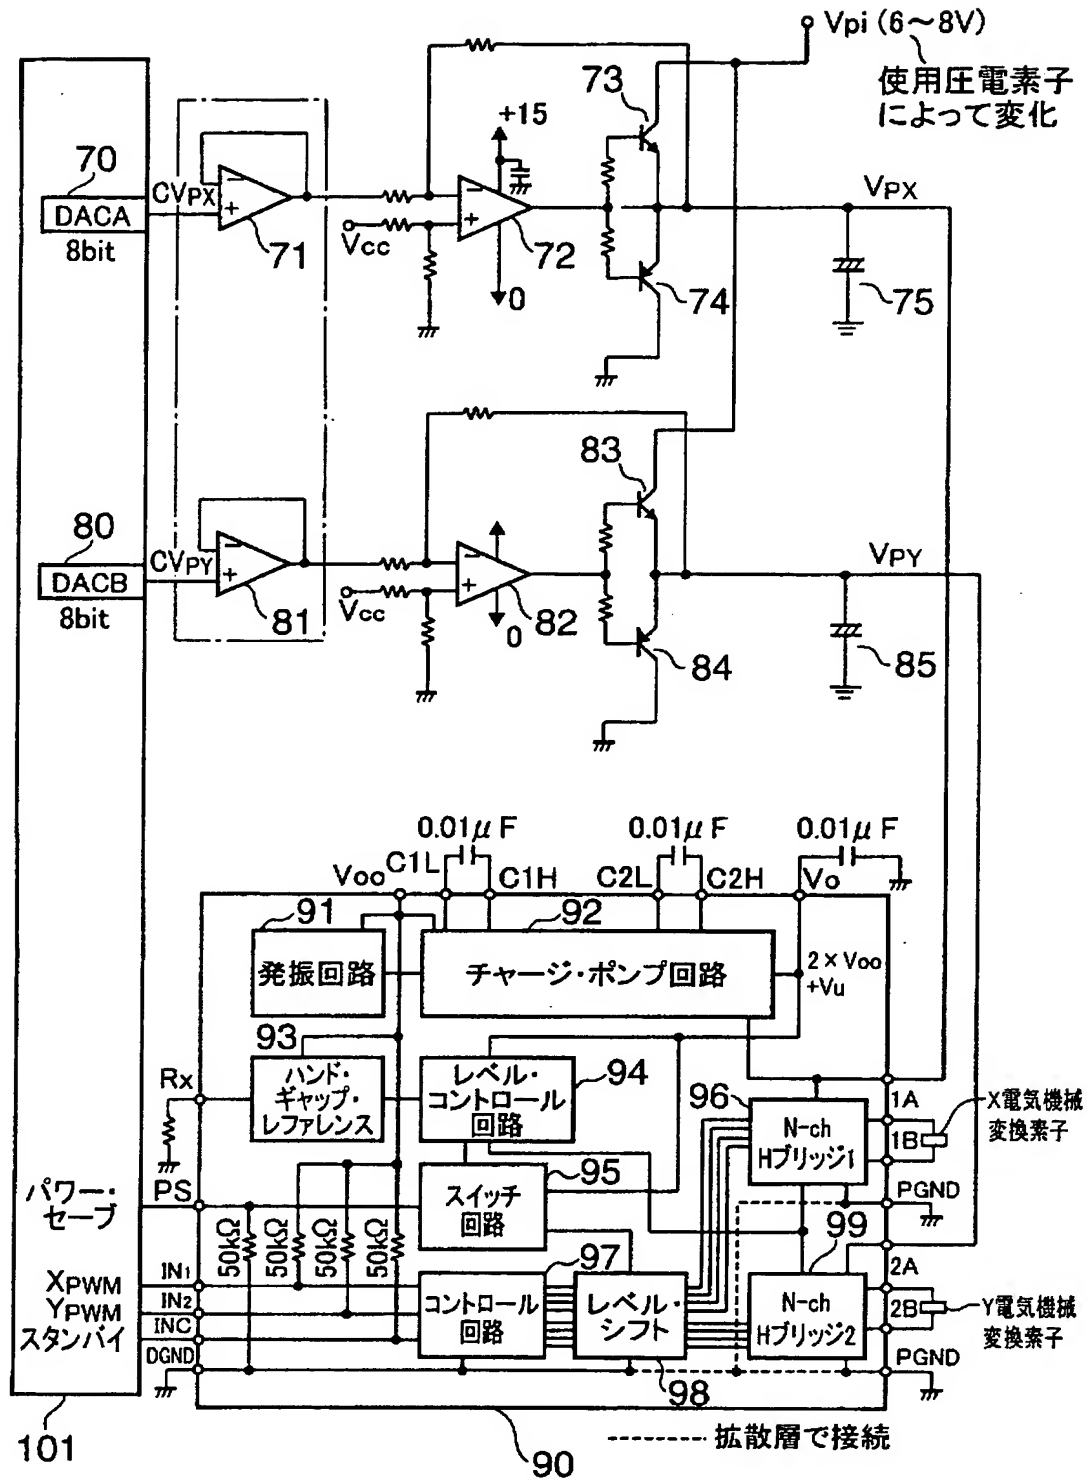 Vpi (6～8V)
使用圧電素子
によって変化
73
+15
70
CVPX
DACA
8bit
71
Vcc
72
0
74
VPX
75
83
80
CVPY
DACB
8bit
81
Vcc
82
0
84
VPY
85
0.01μF
0.01μF
0.01μF
Voo
C1L
C1H
C2L
C2H
Vo
91
92
発振回路
チャージ・ポンプ回路
2×Voo
+Vu
93
Rx
ハンド・
ギャップ・
レファレンス
レベル・
コントロール
回路
94
96
N-ch
Hブリッジ1
1A
1B
X電気機械
変換素子
パワー・
セーブ
PS
スイッチ
回路
95
PGND
50kΩ
50kΩ
50kΩ
50kΩ
99
2A
XPWM
IN1
YPWM
IN2
スタンバイ
INC
DGND
97
コントロール
回路
レベル・
シフト
98
N-ch
Hブリッジ2
2B
Y電気機械
変換素子
PGND
拡散層で接続
101
90